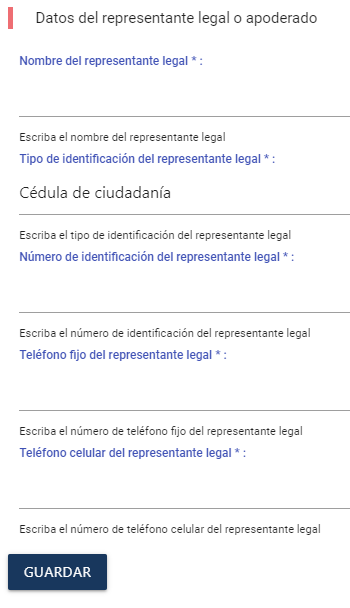 Datos del representante legal o apoderado
Nombre del representante legal * :
Escriba el nombre del representante legal
Tipo de identificación del representante legal * :
Cédula de ciudadanía
Escriba el tipo de identificación del representante legal
Número de identificación del representante legal * :
Escriba el número de identificación del representante legal
Teléfono fijo del representante legal * :
Escriba el número de teléfono fijo del representante legal
Teléfono celular del representante legal * :
Escriba el número de teléfono celular del representante legal
GUARDAR